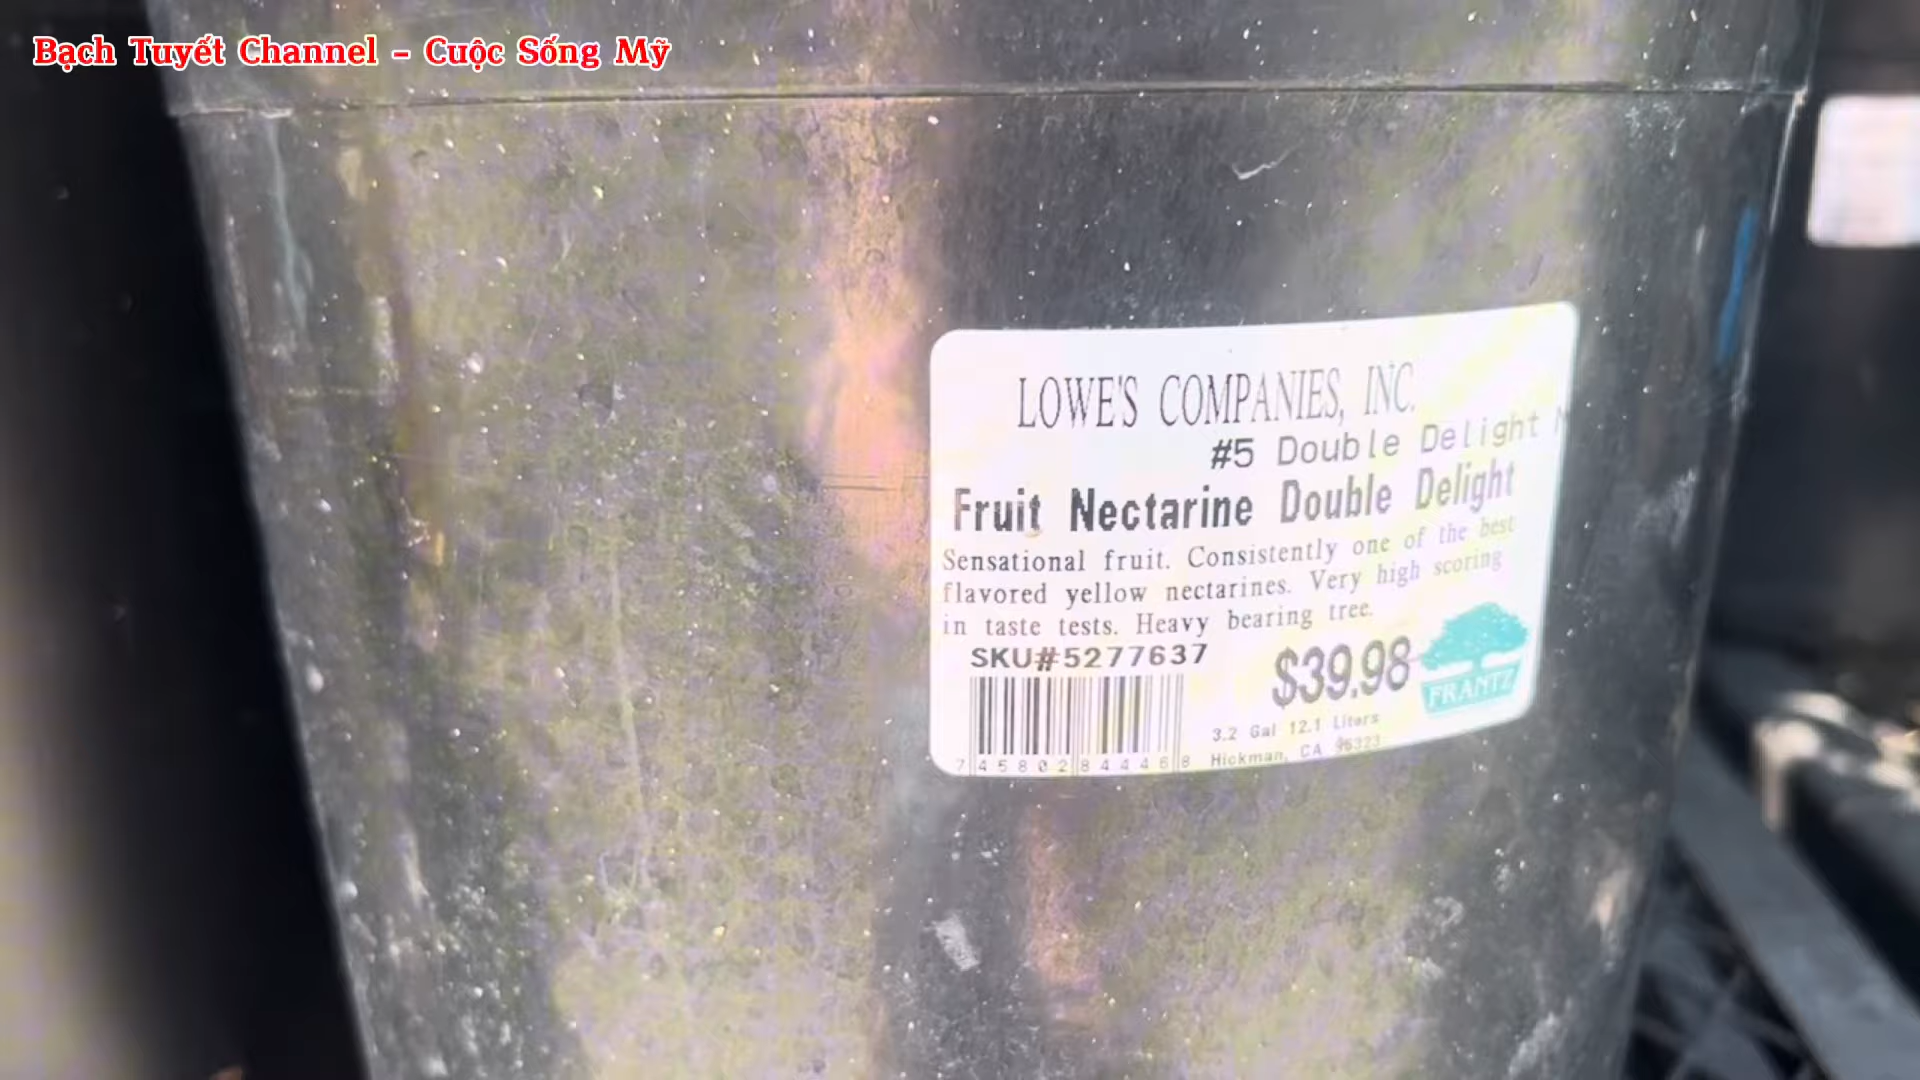 Bạch Tuyết Channel - Cuộc Sống Mỹ
LOWE'S COMPANIES, INC.
#5 Double Delight
Fruit Nectarine Double Delight
Sensational fruit. Consistently one of the best
flavored yellow nectarines. Very high scoring
in taste tests. Heavy bearing tree.
SKU#5277637
$39.98
FRANTZ
3.2 Gal 12.1 Liters
Hickman, CA 95323
7 45802 84446 8